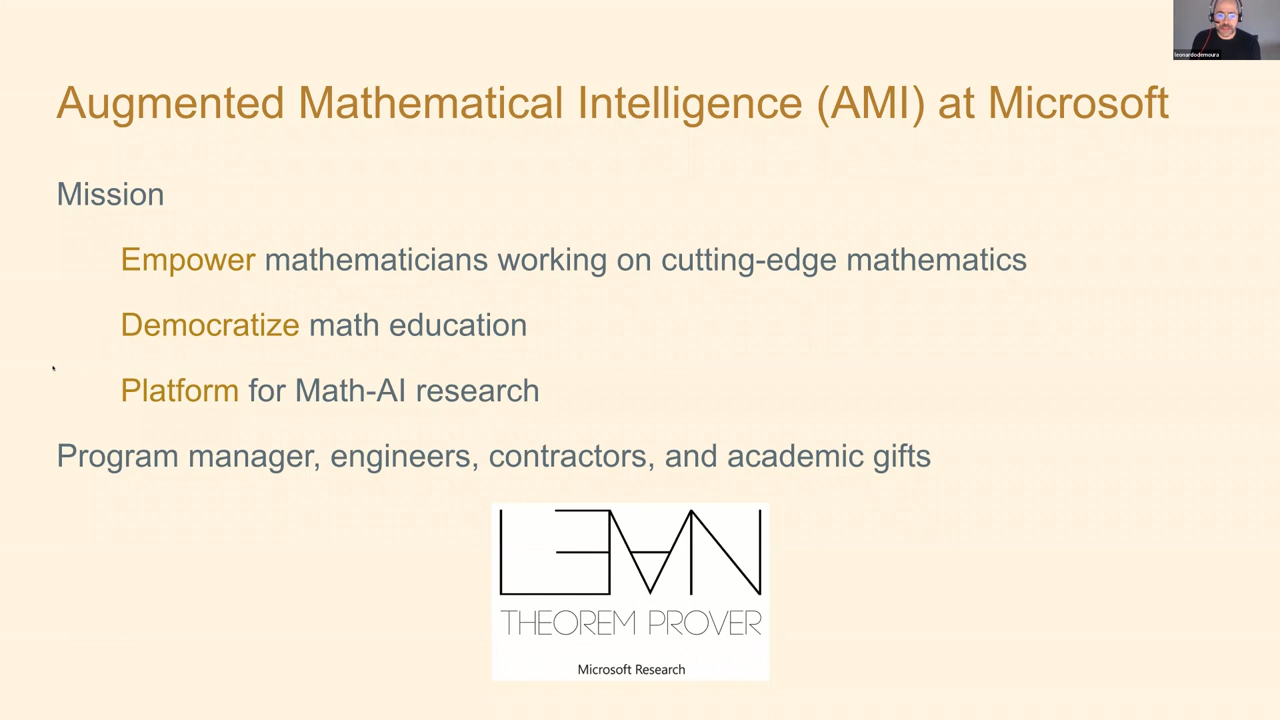 leonardodemoura
Augmented Mathematical Intelligence (AMI) at Microsoft
Mission
Empower mathematicians working on cutting-edge mathematics
Democratize math education
Platform for Math-AI research
Program manager, engineers, contractors, and academic gifts
L∃∀N
THEOREM PROVER
Microsoft Research